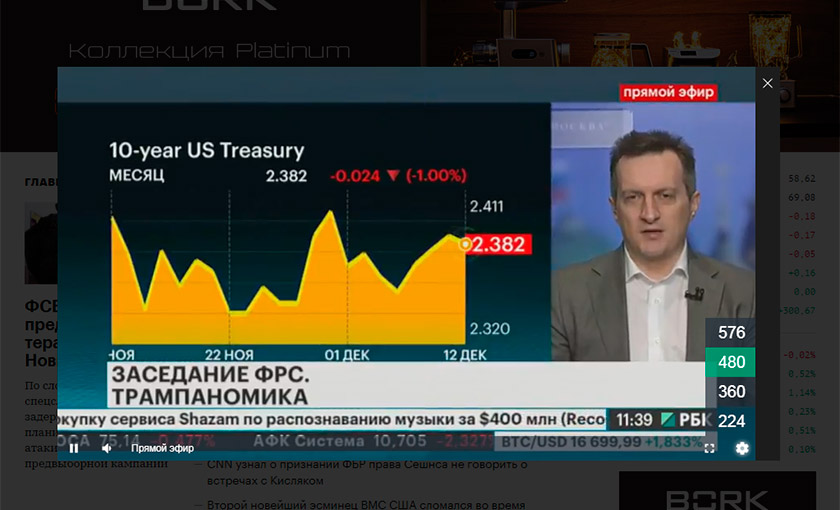 BORK
Коллекция Platinum
прямой эфир
МОСКВА
10-year US Treasury
МЕСЯЦ 2.382 -0.024 ▼ (-1.00%)
2.411
2.382
2.320
НОЯ 22 НОЯ 01 ДЕК 12 ДЕК
ЗАСЕДАНИЕ ФРС.
ТРАМПАНОМИКА
окупку сервиса Shazam по распознаванию музыки за $400 млн (Reco
11:39 РБК
75,14 -0,477% АФК Система 10,705 -2,327 BTC/USD 16 699,99 +1,833%
Прямой эфир
576
480
360
224
ГЛАВ
ФСБ
пред
тера
Нов
По сло
спецсл
задер
плани
атаки
предвыборной кампании
CNN узнал о признании ФБР права Сешнса не говорить о
встречах с Кисляком
Второй новейший эсминец ВМС США сломался во время
58,62
69,08
-0,18
-0,17
-0,05
+0,16
0,00
+300,67
-0,02%
0,52%
1,14%
0,23%
0,51%
0,10%
BORK